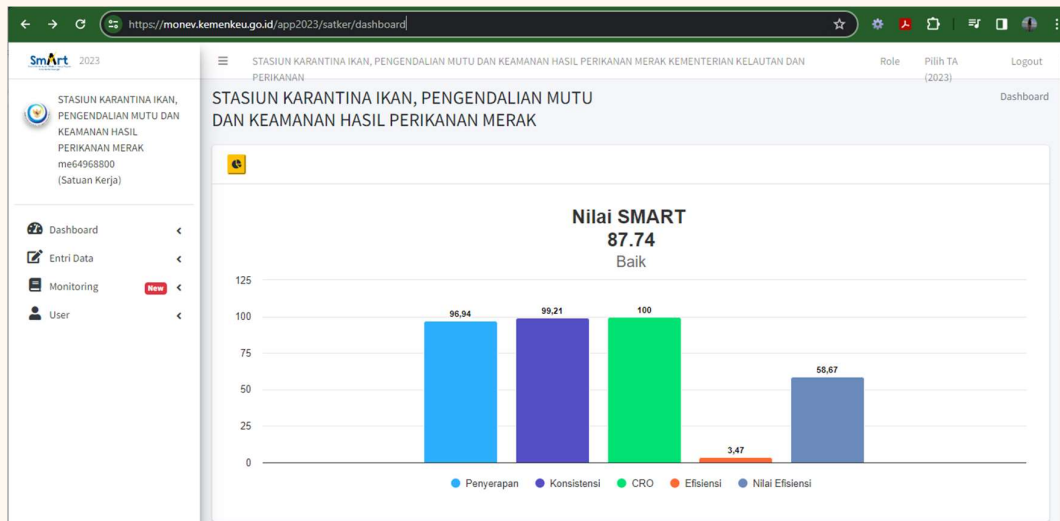 https://monev.kemenkeu.go.id/app2023/satker/dashboard
SmArt 2023
STASIUN KARANTINA IKAN, PENGENDALIAN MUTU DAN KEAMANAN HASIL PERIKANAN MERAK KEMENTERIAN KELAUTAN DAN
PERIKANAN
Role
Pilih TA
(2023)
Logout
STASIUN KARANTINA IKAN,
PENGENDALIAN MUTU DAN
KEAMANAN HASIL
PERIKANAN MERAK
me64968800
(Satuan Kerja)
Dashboard
Entri Data
Monitoring New
User
STASIUN KARANTINA IKAN, PENGENDALIAN MUTU
DAN KEAMANAN HASIL PERIKANAN MERAK
Dashboard
Nilai SMART
87.74
Baik
125
100
75
50
25
0
96,94
99,21
100
3,47
58,67
Penyerapan Konsistensi CRO Efisiensi Nilai Efisiensi